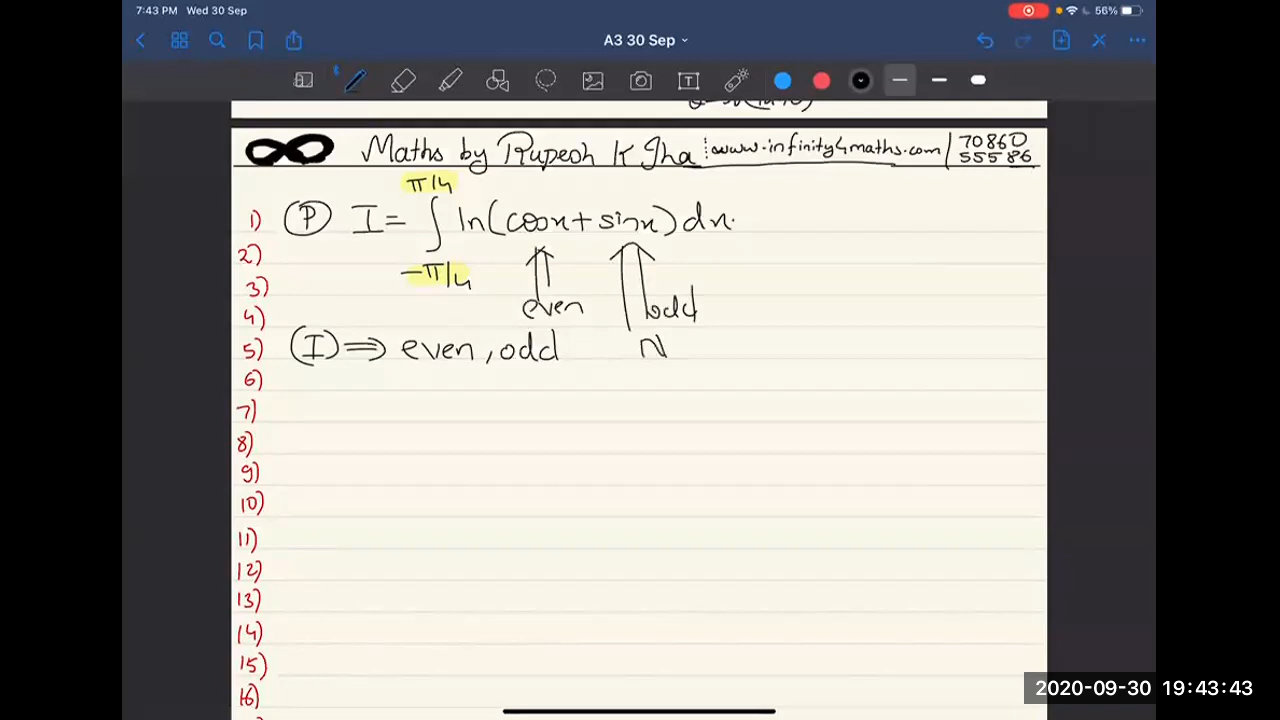 7:43 PM Wed 30 Sep
56%
A3 30 Sep
Maths by Rupesh K Jha | www.infinity4maths.com / 70860 55586
1) (P) I = ∫_{-π/4}^{π/4} ln(cosx + sinx) dx.
2)
3)
even odd
4)
5) (I) ⇒ even, odd N
6)
7)
8)
9)
10)
11)
12)
13)
14)
15)
16)
2020-09-30 19:43:43